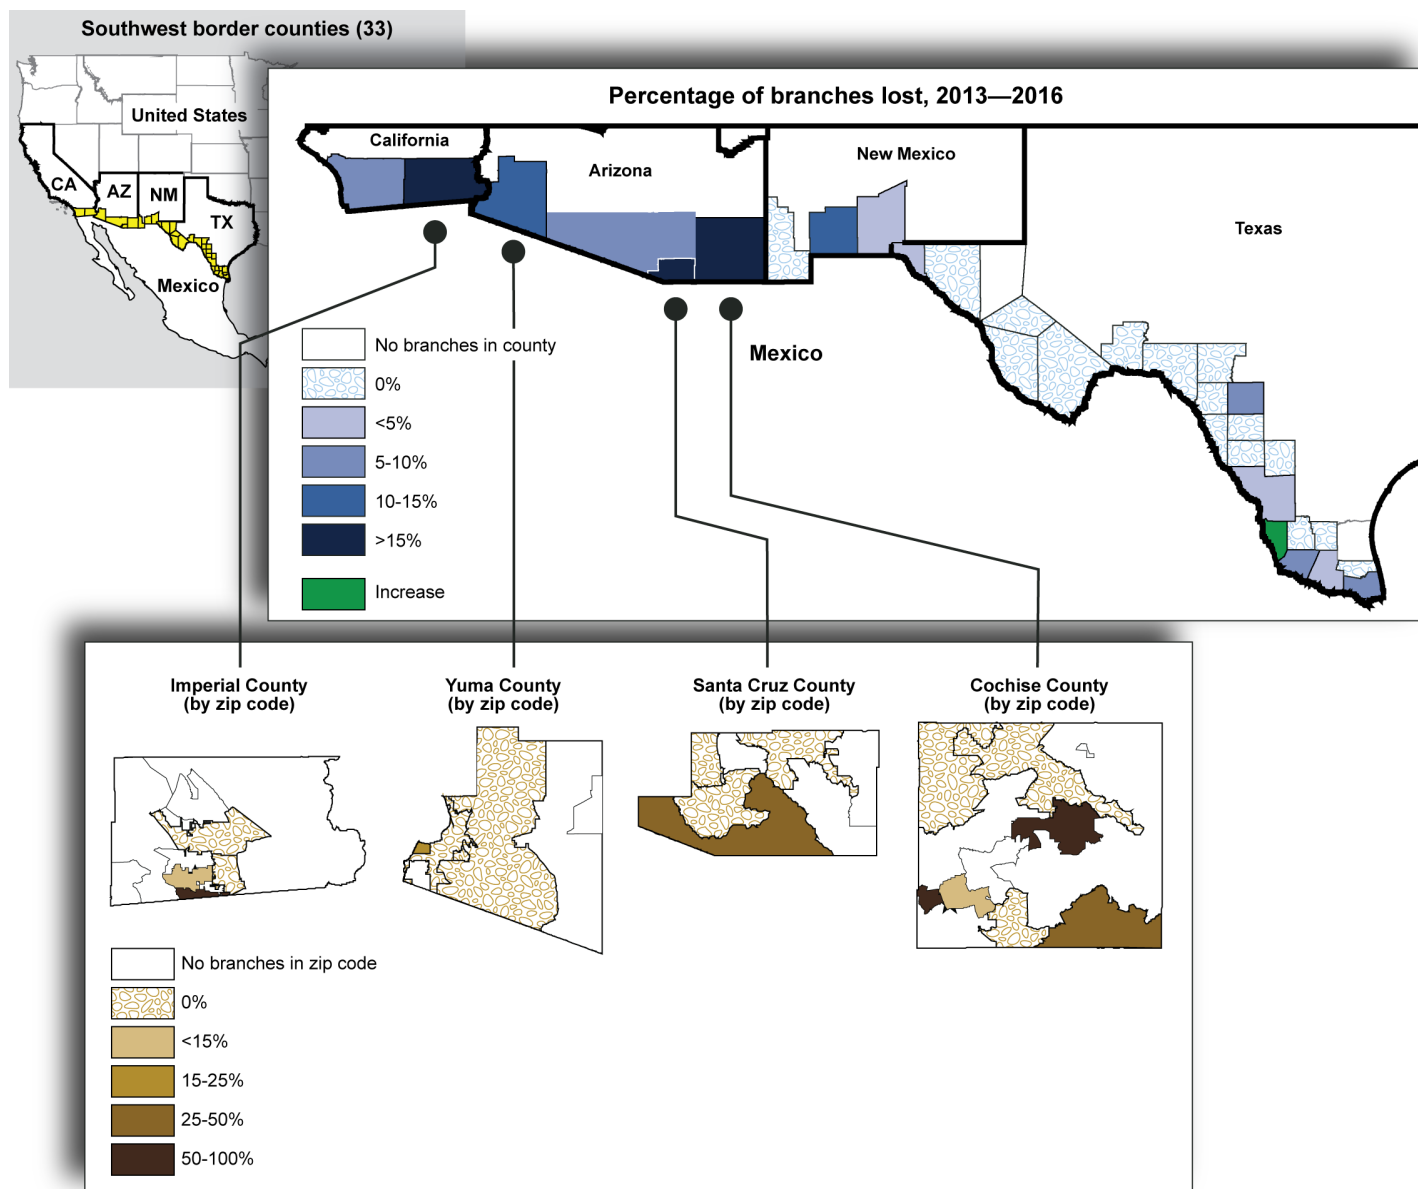 Southwest border counties (33)
United States
CA
AZ
NM
TX
Mexico
Percentage of branches lost, 2013—2016
California
Arizona
New Mexico
Texas
Mexico
No branches in county
0%
<5%
5-10%
10-15%
>15%
Increase
Imperial County
(by zip code)
Yuma County
(by zip code)
Santa Cruz County
(by zip code)
Cochise County
(by zip code)
No branches in zip code
0%
<15%
15-25%
25-50%
50-100%